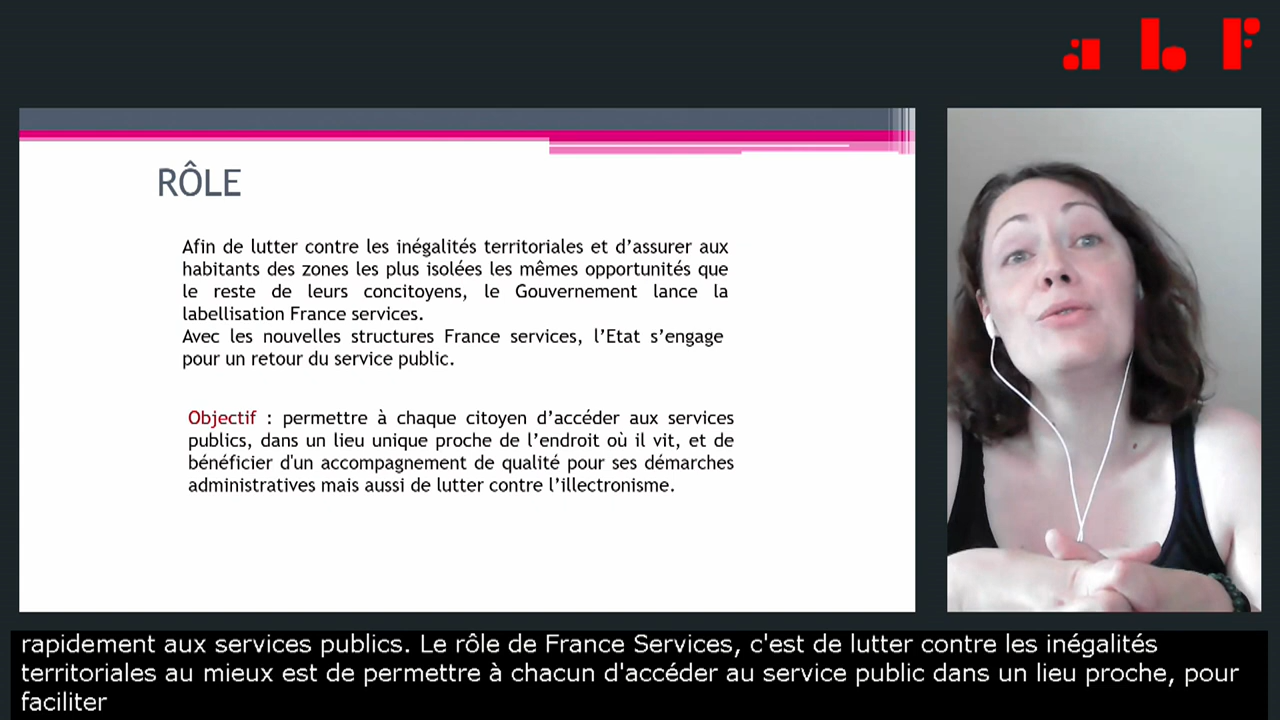 abF
RÔLE
Afin de lutter contre les inégalités territoriales et d’assurer aux
habitants des zones les plus isolées les mêmes opportunités que
le reste de leurs concitoyens, le Gouvernement lance la
labellisation France services.
Avec les nouvelles structures France services, l’Etat s’engage
pour un retour du service public.
Objectif : permettre à chaque citoyen d’accéder aux services
publics, dans un lieu unique proche de l’endroit où il vit, et de
bénéficier d'un accompagnement de qualité pour ses démarches
administratives mais aussi de lutter contre l’illectronisme.
rapidement aux services publics. Le rôle de France Services, c'est de lutter contre les inégalités
territoriales au mieux est de permettre à chacun d'accéder au service public dans un lieu proche, pour
faciliter